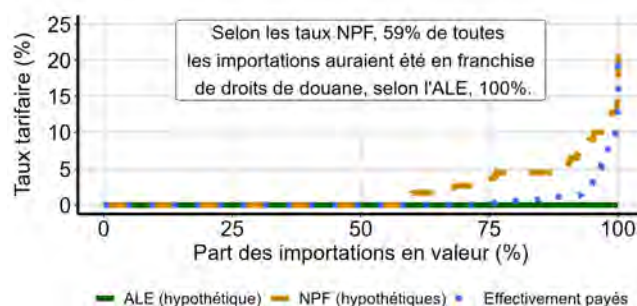 Selon les taux NPF, 59% de toutes
les importations auraient été en franchise
de droits de douane, selon l'ALE, 100%.
Taux tarifaire (%)
25
20
15
10
5
0
0 25 50 75 100
Part des importations en valeur (%)
ALE (hypothétique) NPF (hypothétiques) Effectivement payés